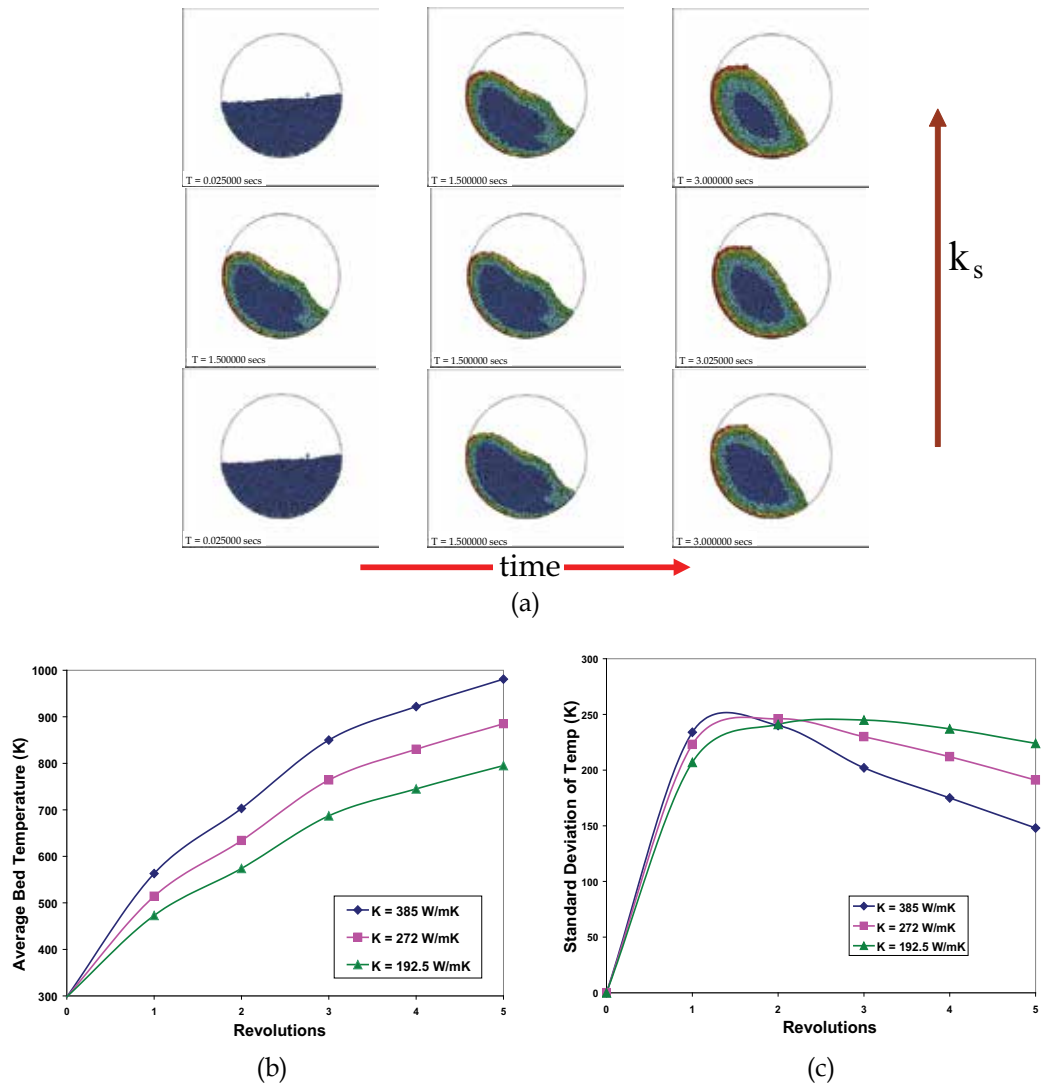 T = 0.025000 secs
T = 1.500000 secs
T = 3.000000 secs
T = 1.500000 secs
T = 1.500000 secs
T = 3.025000 secs
T = 0.025000 secs
T = 1.500000 secs
T = 3.000000 secs
k s
time
(a)
1000
900
800
700
600
500
400
300
0
1
2
3
4
5
Average Bed Temperature (K)
Revolutions
K = 385 W/mK
K = 272 W/mK
K = 192.5 W/mK
(b)
300
250
200
150
100
50
0
0
1
2
3
4
5
Standard Deviation of Temp (K)
Revolutions
K = 385 W/mK
K = 272 W/mK
K = 192.5 W/mK
(c)